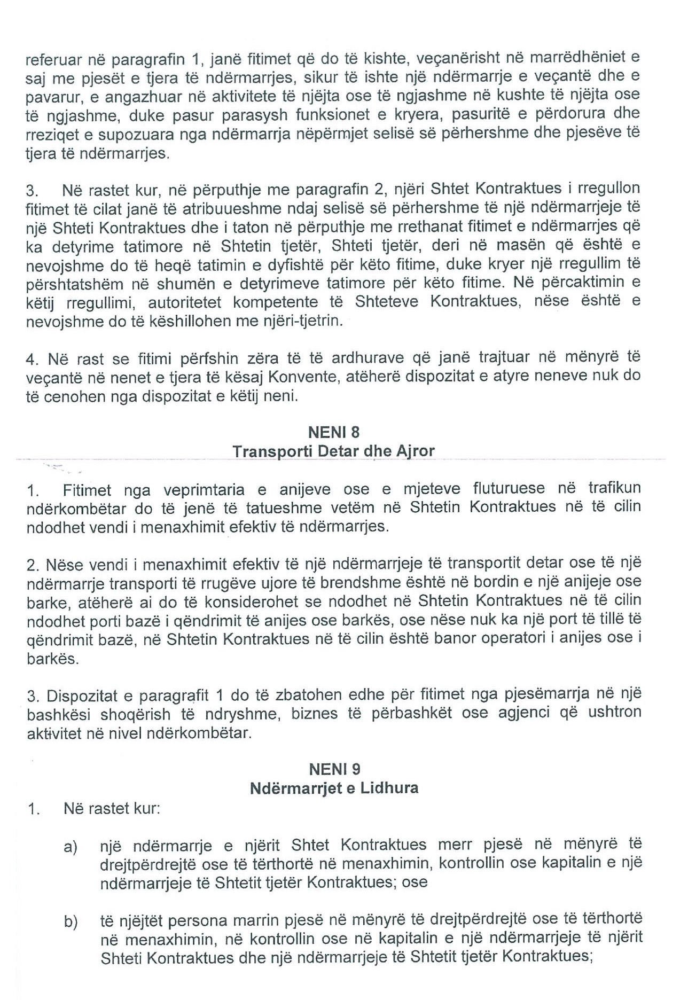 referuar në paragrafin 1, janë fitimet që do të kishte, veçanërisht në marrëdhëniet e
saj me pjesët e tjera të ndërmarrjes, sikur të ishte një ndërmarrje e veçantë dhe e
pavarur, e angazhuar në aktivitete të njëjta ose të ngjashme në kushte të njëjta ose
të ngjashme, duke pasur parasysh funksionet e kryera, pasuritë e përdorura dhe
rreziqet e supozuara nga ndërmarrja nëpërmjet selisë së përhershme dhe pjesëve të
tjera të ndërmarrjes.
3. Në rastet kur, në përputhje me paragrafin 2, njëri Shtet Kontraktues i rregullon
fitimet të cilat janë të atribuueshme ndaj selisë së përhershme të një ndërmarrjeje të
një Shteti Kontraktues dhe i taton në përputhje me rrethanat fitimet e ndërmarrjes që
ka detyrime tatimore në Shtetin tjetër, Shteti tjetër, deri në masën që është e
nevojshme do të heqë tatimin e dyfishtë për këto fitime, duke kryer një rregullim të
përshtatshëm në shumën e detyrimeve tatimore për këto fitime. Në përcaktimin e
këtij rregullimi, autoritetet kompetente të Shteteve Kontraktues, nëse është e
nevojshme do të këshillohen me njëri-tjetrin.
4. Në rast se fitimi përfshin zëra të të ardhurave që janë trajtuar në mënyrë të
veçantë në nenet e tjera të kësaj Konvente, atëherë dispozitat e atyre neneve nuk do
të cenohen nga dispozitat e këtij neni.
NENI 8
Transporti Detar dhe Ajror
1. Fitimet nga veprimtaria e anijeve ose e mjeteve fluturuese në trafikun
ndërkombëtar do të jenë të tatueshme vetëm në Shtetin Kontraktues në të cilin
ndodhet vendi i menaxhimit efektiv të ndërmarrjes.
2. Nëse vendi i menaxhimit efektiv të një ndërmarrjeje të transportit detar ose të një
ndërmarrje transporti të rrugëve ujore të brendshme është në bordin e një anijeje ose
barke, atëherë ai do të konsiderohet se ndodhet në Shtetin Kontraktues në të cilin
ndodhet porti bazë i qëndrimit të anijes ose barkës, ose nëse nuk ka një port të tillë të
qëndrimit bazë, në Shtetin Kontraktues në të cilin është banor operatori i anijes ose i
barkës.
3. Dispozitat e paragrafit 1 do të zbatohen edhe për fitimet nga pjesëmarrja në një
bashkësi shoqërish të ndryshme, biznes të përbashkët ose agjenci që ushtron
aktivitet në nivel ndërkombëtar.
NENI 9
Ndërmarrjet e Lidhura
1. Në rastet kur:
a) një ndërmarrje e njërit Shtet Kontraktues merr pjesë në mënyrë të
drejtpërdrejtë ose të tërthortë në menaxhimin, kontrollin ose kapitalin e një
ndërmarrjeje të Shtetit tjetër Kontraktues; ose
b) të njëjtët persona marrin pjesë në mënyrë të drejtpërdrejtë ose të tërthortë
në menaxhimin, në kontrollin ose në kapitalin e një ndërmarrjeje të njërit
Shteti Kontraktues dhe një ndërmarrjeje të Shtetit tjetër Kontraktues;